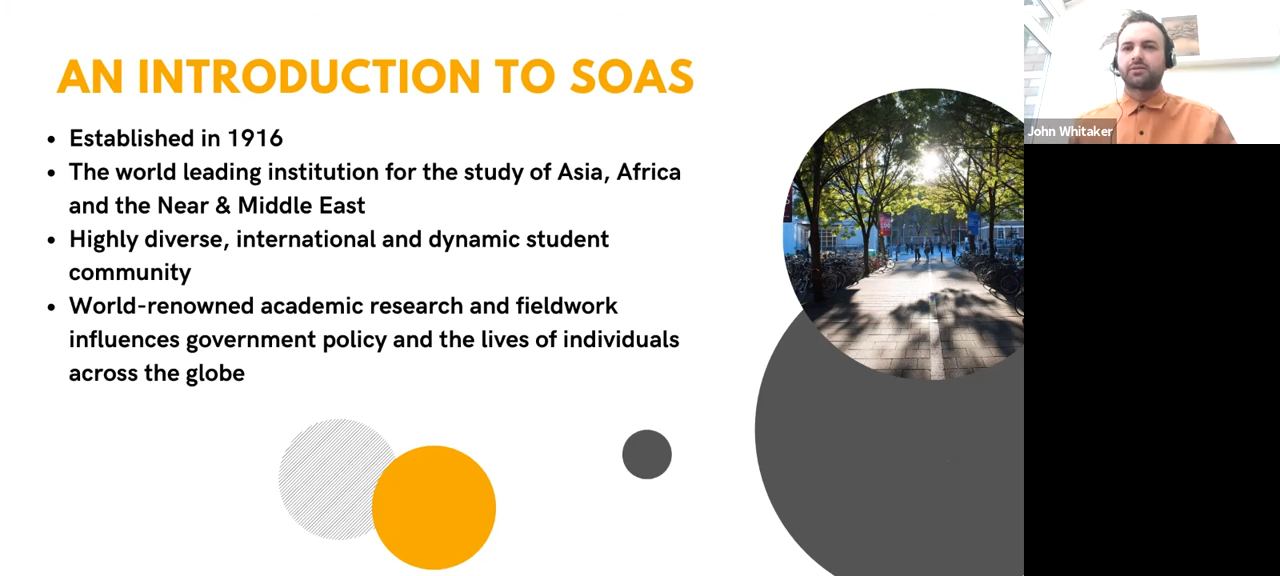 AN INTRODUCTION TO SOAS
• Established in 1916
• The world leading institution for the study of Asia, Africa
and the Near & Middle East
• Highly diverse, international and dynamic student
community
• World-renowned academic research and fieldwork
influences government policy and the lives of individuals
across the globe
John Whitaker